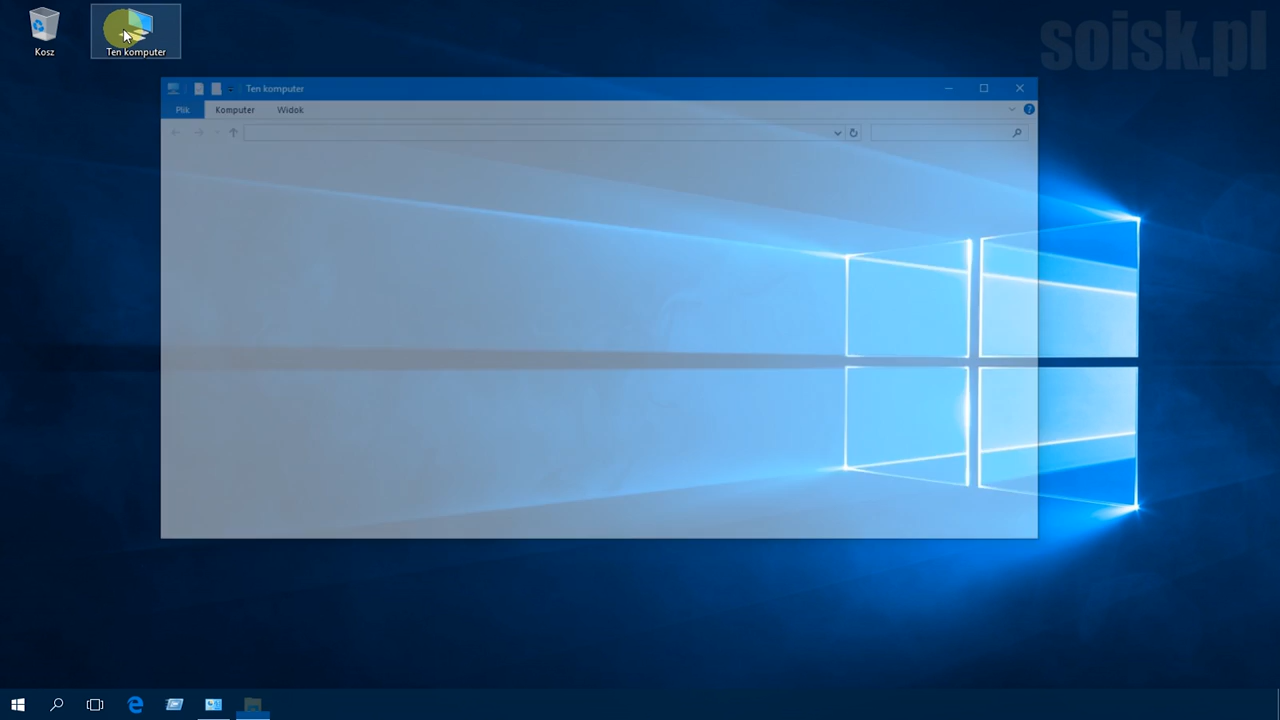 soisk.pl
Kosz
Ten komputer
Ten komputer
Plik Komputer Widok